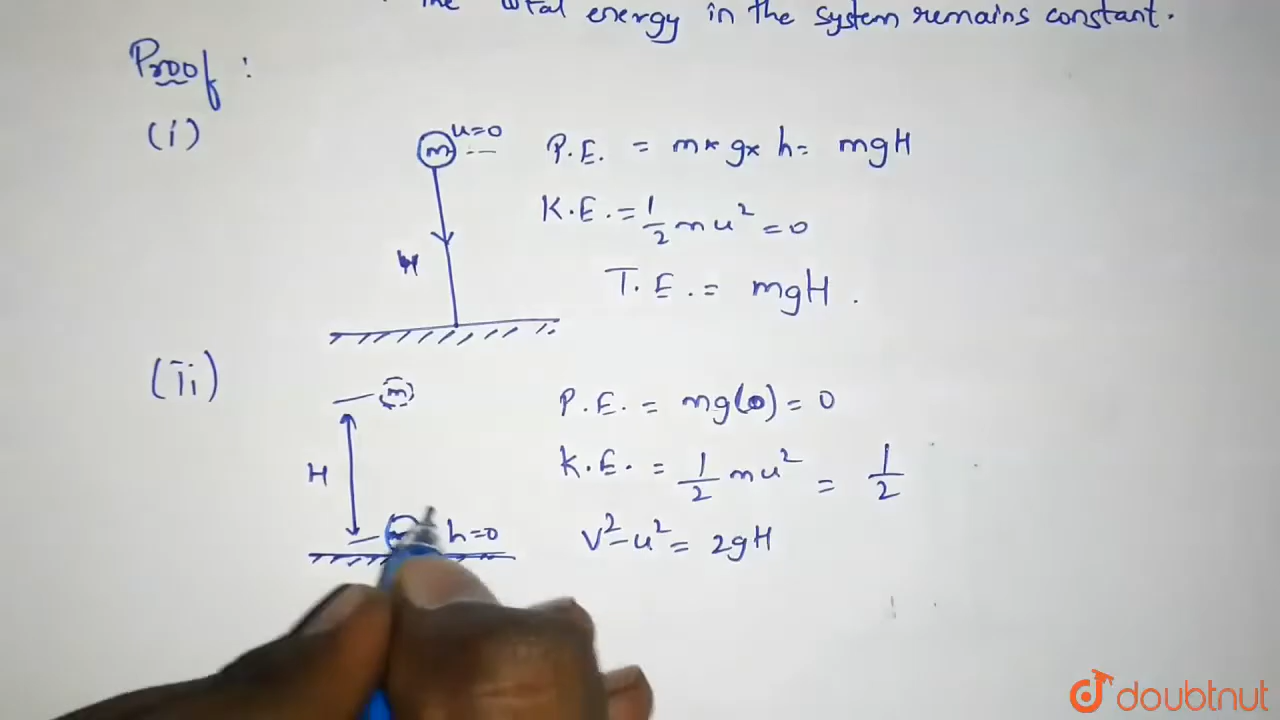 the total energy in the system remains constant.
Proof :
(i)
m u=0
P.E. = m x g x h = mgH
K.E. = 1/2 mu² = 0
H
T.E. = mgH .
(ii)
m
P.E. = mg(0) = 0
H
K.E. = 1/2 mu² = 1/2
h=0
V²-u² = 2gH
doubtnut